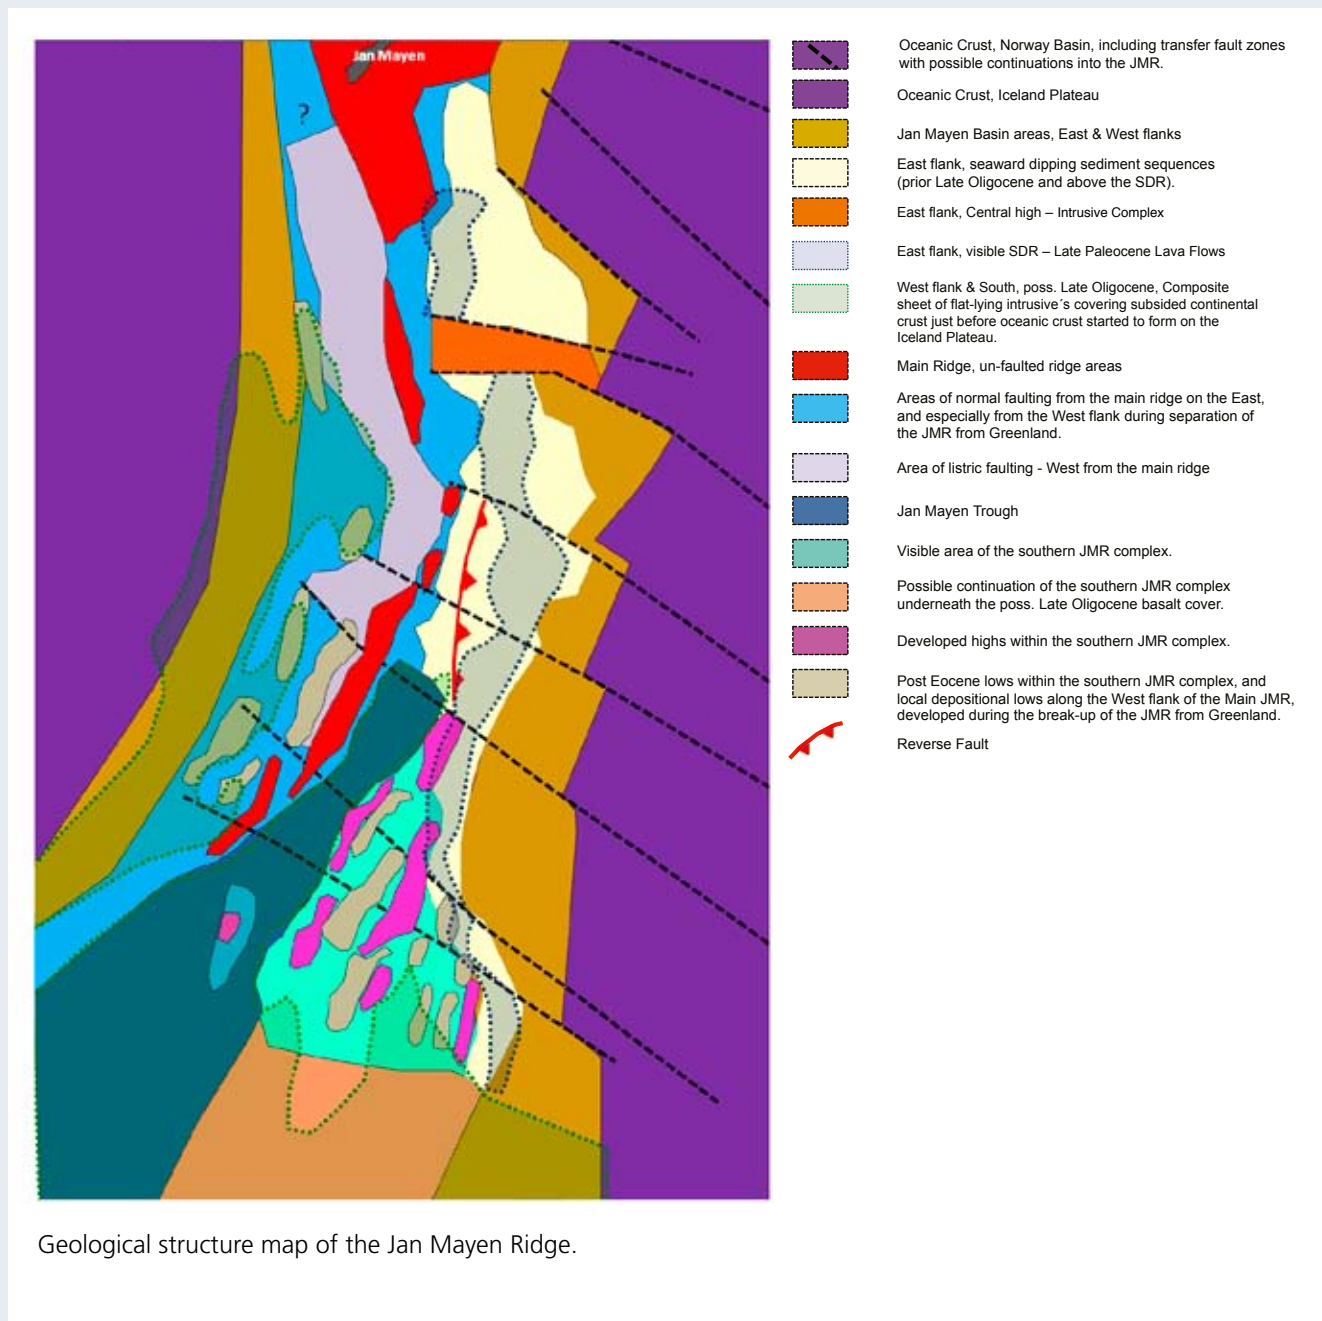 Jan Mayen
?
Oceanic Crust, Norway Basin, including transfer fault zones
with possible continuations into the JMR.
Oceanic Crust, Iceland Plateau
Jan Mayen Basin areas, East & West flanks
East flank, seaward dipping sediment sequences
(prior Late Oligocene and above the SDR).
East flank, Central high – Intrusive Complex
East flank, visible SDR – Late Paleocene Lava Flows
West flank & South, poss. Late Oligocene, Composite
sheet of flat-lying intrusive´s covering subsided continental
crust just before oceanic crust started to form on the
Iceland Plateau.
Main Ridge, un-faulted ridge areas
Areas of normal faulting from the main ridge on the East,
and especially from the West flank during separation of
the JMR from Greenland.
Area of listric faulting - West from the main ridge
Jan Mayen Trough
Visible area of the southern JMR complex.
Possible continuation of the southern JMR complex
underneath the poss. Late Oligocene basalt cover.
Developed highs within the southern JMR complex.
Post Eocene lows within the southern JMR complex, and
local depositional lows along the West flank of the Main JMR,
developed during the break-up of the JMR from Greenland.
Reverse Fault
Geological structure map of the Jan Mayen Ridge.